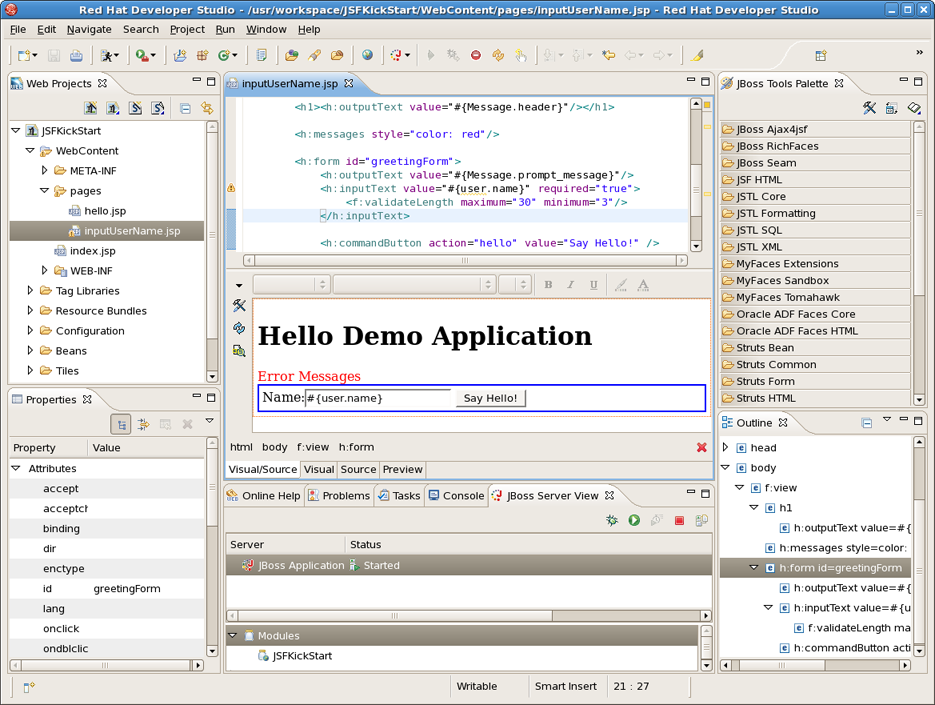 Red Hat Developer Studio - /usr/workspace/JSFKickStart/WebContent/pages/inputUserName.jsp - Red Hat Developer Studio
File Edit Navigate Search Project Run Window Help
Web Projects
JSFKickStart
WebContent
META-INF
pages
hello.jsp
inputUserName.jsp
index.jsp
WEB-INF
Tag Libraries
Resource Bundles
Configuration
Beans
Tiles
Properties
Property Value
Attributes
accept
acceptch
binding
dir
enctype
id greetingForm
lang
onclick
ondblclic
inputUserName.jsp
<h1><h:outputText value="#{Message.header}"/></h1>
<h:messages style="color: red"/>
<h:form id="greetingForm">
<h:outputText value="#{Message.prompt_message}"/>
<h:inputText value="#{user.name}" required="true">
<f:validateLength maximum="30" minimum="3"/>
</h:inputText>
<h:commandButton action="hello" value="Say Hello!" />
B I U A
Hello Demo Application
Error Messages
Name: #{user.name} Say Hello!
html body f:view h:form
Visual/Source Visual Source Preview
Online Help Problems Tasks Console JBoss Server View
Server Status
JBoss Application Started
Modules
JSFKickStart
JBoss Tools Palette
JBoss Ajax4jsf
JBoss RichFaces
JBoss Seam
JSF HTML
JSTL Core
JSTL Formatting
JSTL SQL
JSTL XML
MyFaces Extensions
MyFaces Sandbox
MyFaces Tomahawk
Oracle ADF Faces Core
Oracle ADF Faces HTML
Struts Bean
Struts Common
Struts Form
Struts HTML
Outline
head
body
f:view
h1
h:outputText value=#{
h:messages style=color:
h:form id=greetingForm
h:outputText value=#{
h:inputText value=#{u
f:validateLength ma
h:commandButton acti
Writable Smart Insert 21 : 27